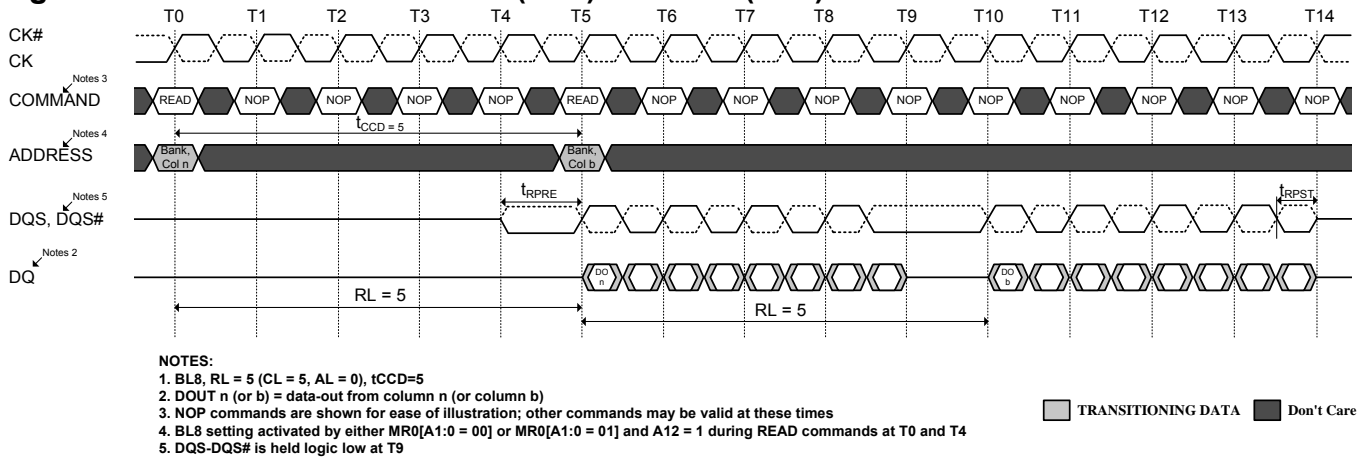 T0 T1 T2 T3 T4 T5 T6 T7 T8 T9 T10 T11 T12 T13 T14
CK#
CK
Notes 3
COMMAND READ NOP NOP NOP NOP READ NOP NOP NOP NOP NOP NOP NOP NOP NOP
tCCD = 5
Notes 4
ADDRESS
Bank, Col n
Bank, Col b
tRPRE
tRPST
Notes 5
DQS, DQS#
Notes 2
DQ
DO n
DO b
RL = 5
RL = 5
NOTES:
1. BL8, RL = 5 (CL = 5, AL = 0), tCCD=5
2. DOUT n (or b) = data-out from column n (or column b)
3. NOP commands are shown for ease of illustration; other commands may be valid at these times
4. BL8 setting activated by either MR0[A1:0 = 00] or MR0[A1:0 = 01] and A12 = 1 during READ commands at T0 and T4
5. DQS-DQS# is held logic low at T9
TRANSITIONING DATA Don't Care